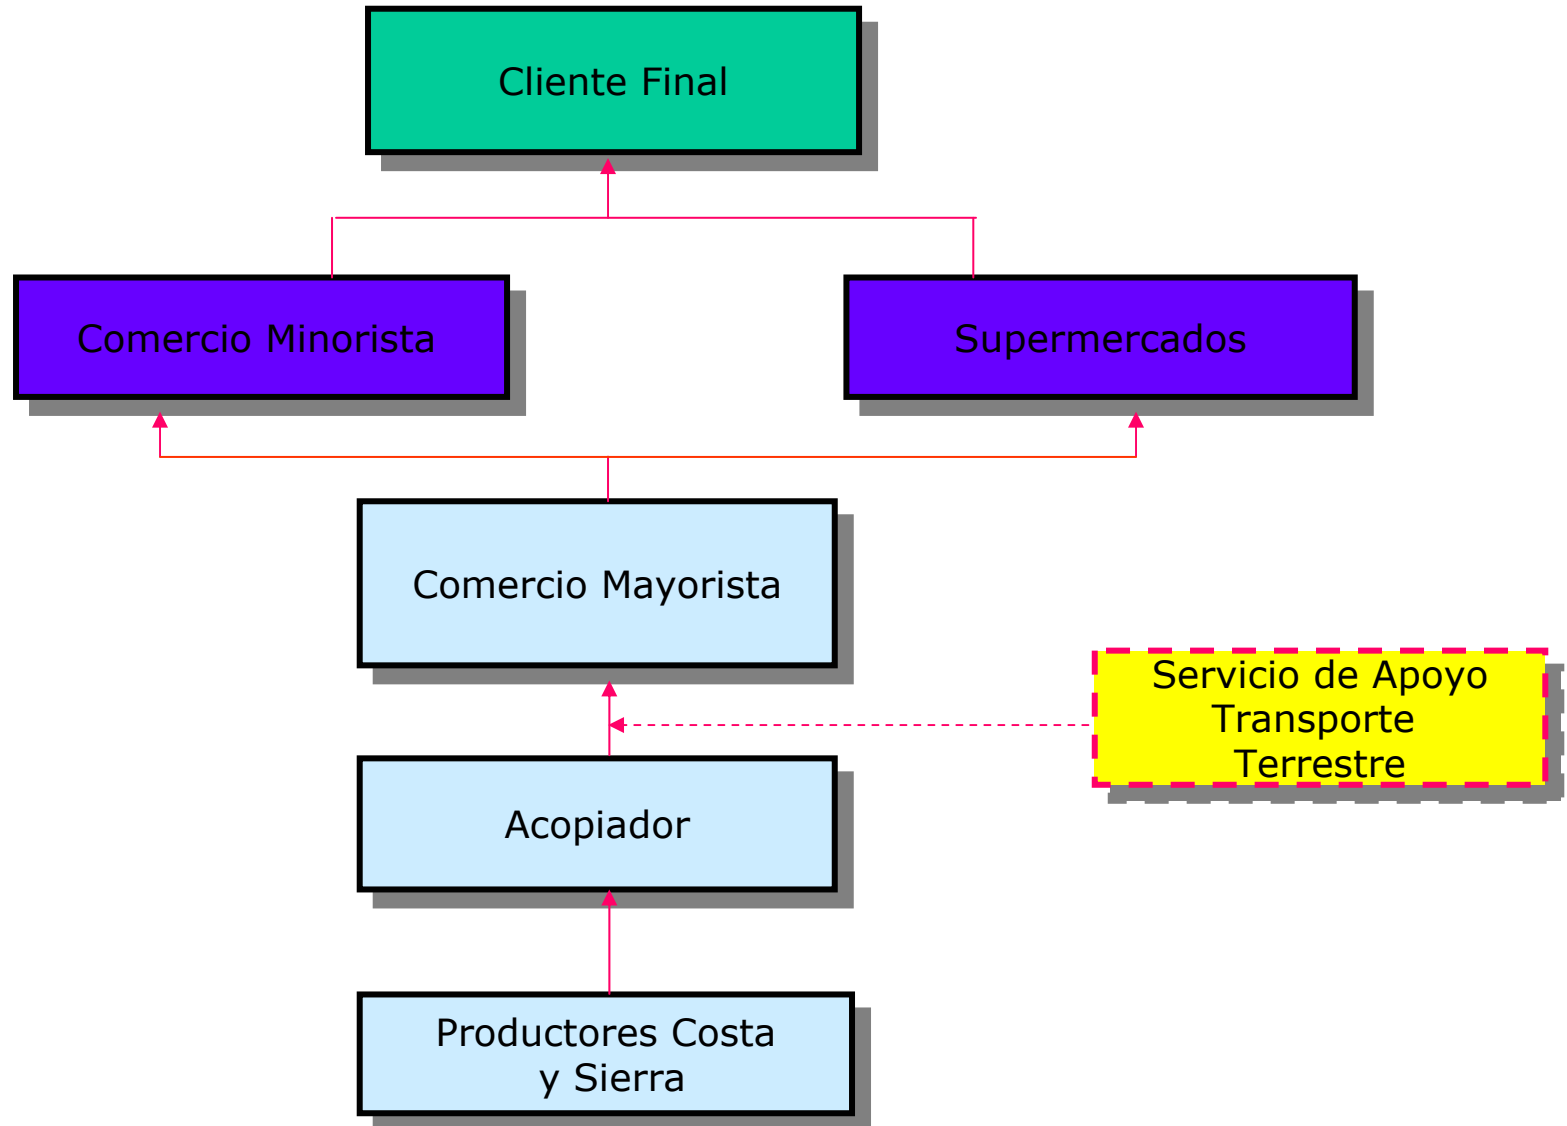 Cliente Final
Comercio Minorista
Supermercados
Comercio Mayorista
Servicio de Apoyo
Transporte
Terrestre
Acopiador
Productores Costa
y Sierra